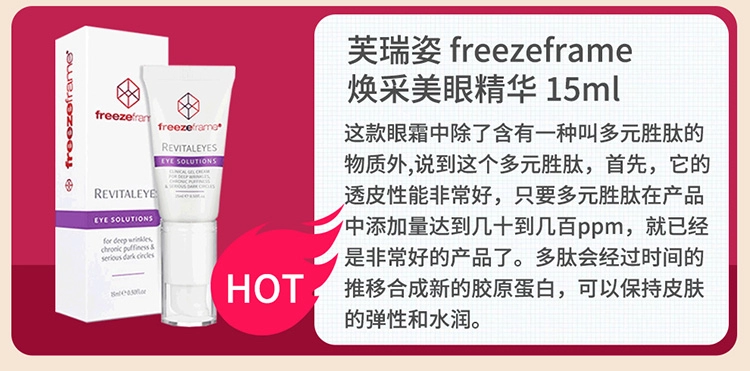 芙瑞姿 freezeframe
焕采美眼精华 15ml
这款眼霜中除了含有一种叫多元胜肽的
物质外,说到这个多元胜肽，首先，它的
透皮性能非常好，只要多元胜肽在产品
中添加量达到几十到几百ppm，就已经
是非常好的产品了。多肽会经过时间的
推移合成新的胶原蛋白，可以保持皮肤
的弹性和水润。
freezeframe®
freezefram
REVITALEYES
EYE SOLUTIONS
for deep wrinkles,
chronic puffiness &
serious dark circles
15ml ℮ 0.50fl.oz
freezeframe®
REVITALEYES
EYE SOLUTIONS
CLINICAL GEL CREAM
FOR DEEP WRINKLES,
CHRONIC PUFFINESS
& SERIOUS DARK CIRCLES
HOT